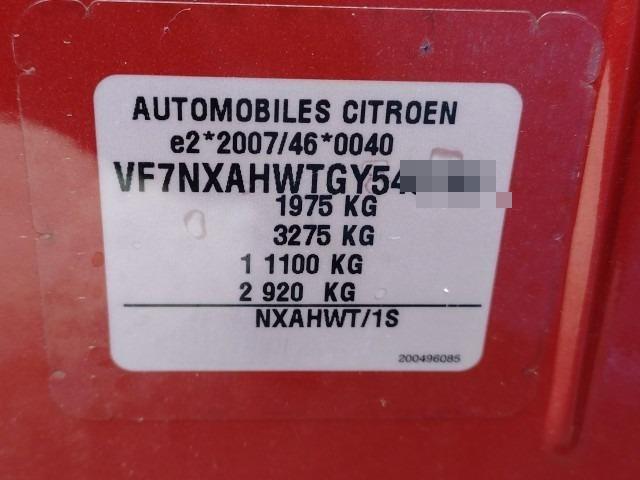 AUTOMOBILES CITROEN
e2*2007/46*0040
VF7NXAHWTGY54
1975 KG
3275 KG
1 1100 KG
2 920 KG
NXAHWT/1S
200496085